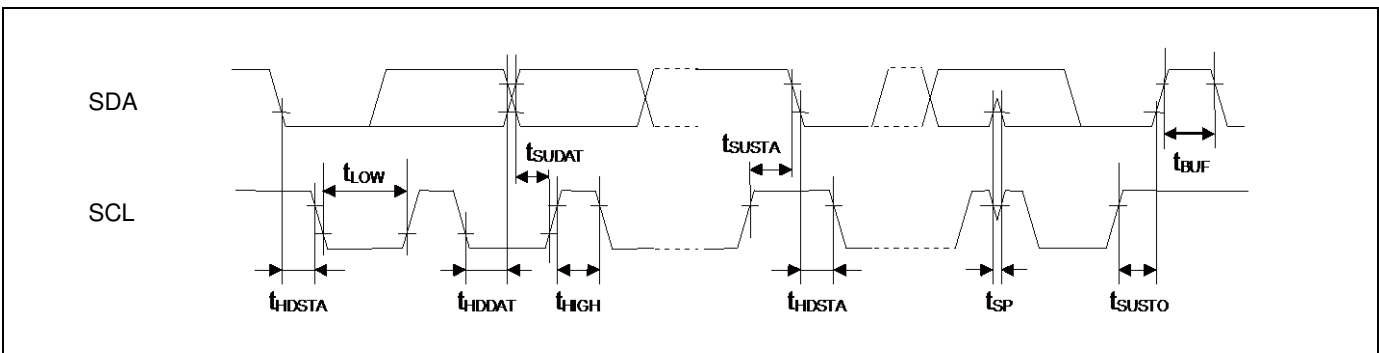 SDA
tSUSTA
tSUDAT
tBUF
tLOW
SCL
tHDSTA
tHDDAT
tHIGH
tHDSTA
tSP
tSUSTO